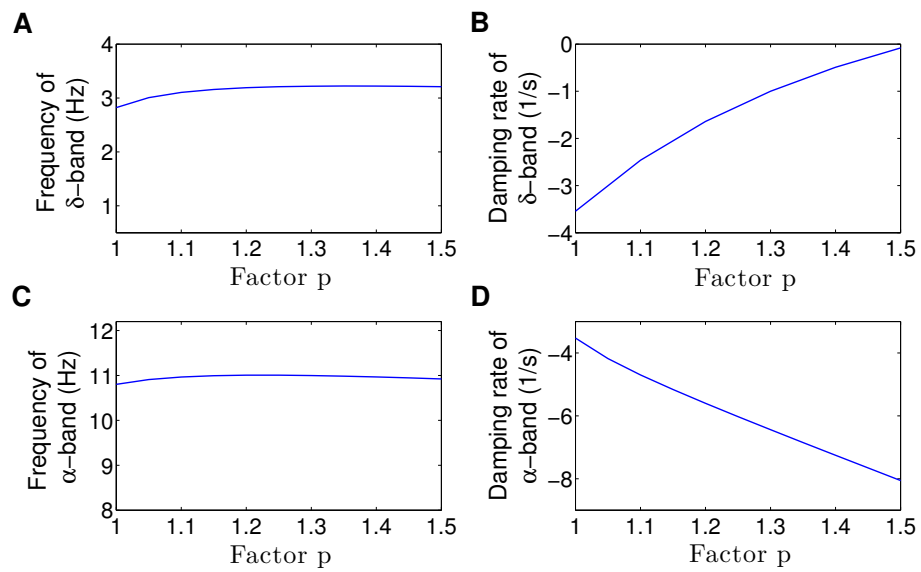 A
Frequency of
δ−band (Hz)
4
3
2
1
1
1.1
1.2
1.3
1.4
1.5
Factor p
B
Damping rate of
δ−band (1/s)
0
−1
−2
−3
−4
1
1.1
1.2
1.3
1.4
1.5
Factor p
C
Frequency of
α−band (Hz)
12
11
10
9
8
1
1.1
1.2
1.3
1.4
1.5
Factor p
D
Damping rate of
α−band (1/s)
−4
−6
−8
1
1.1
1.2
1.3
1.4
1.5
Factor p